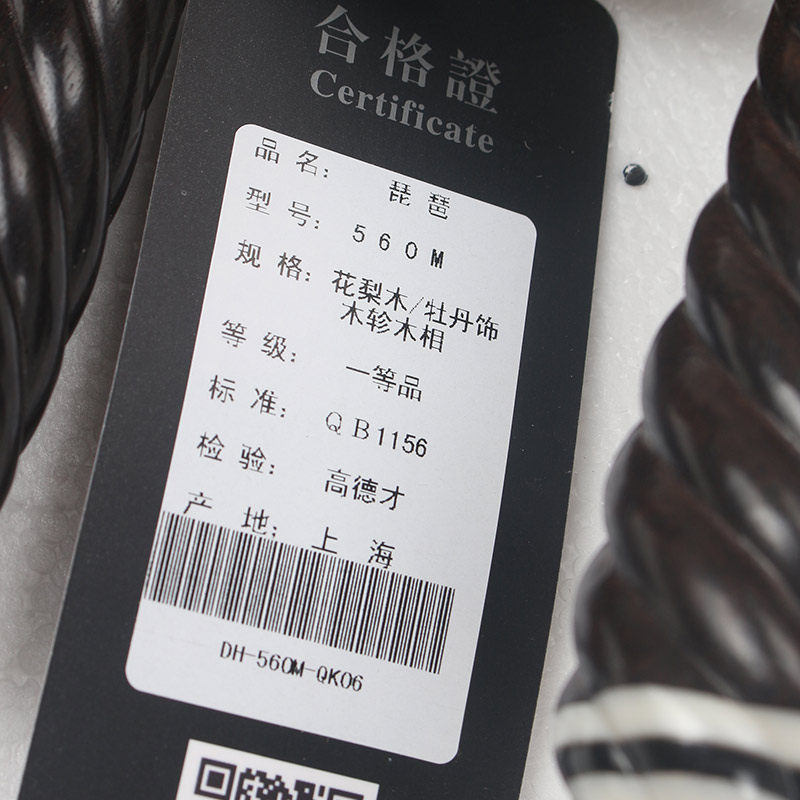 合格證
Certificate
品名: 琵琶
型号: 560M
规格: 花梨木/牡丹饰
木轸木相
等级: 一等品
标准: QB1156
检验: 高德才
产地: 上海
DH-560M-QK06